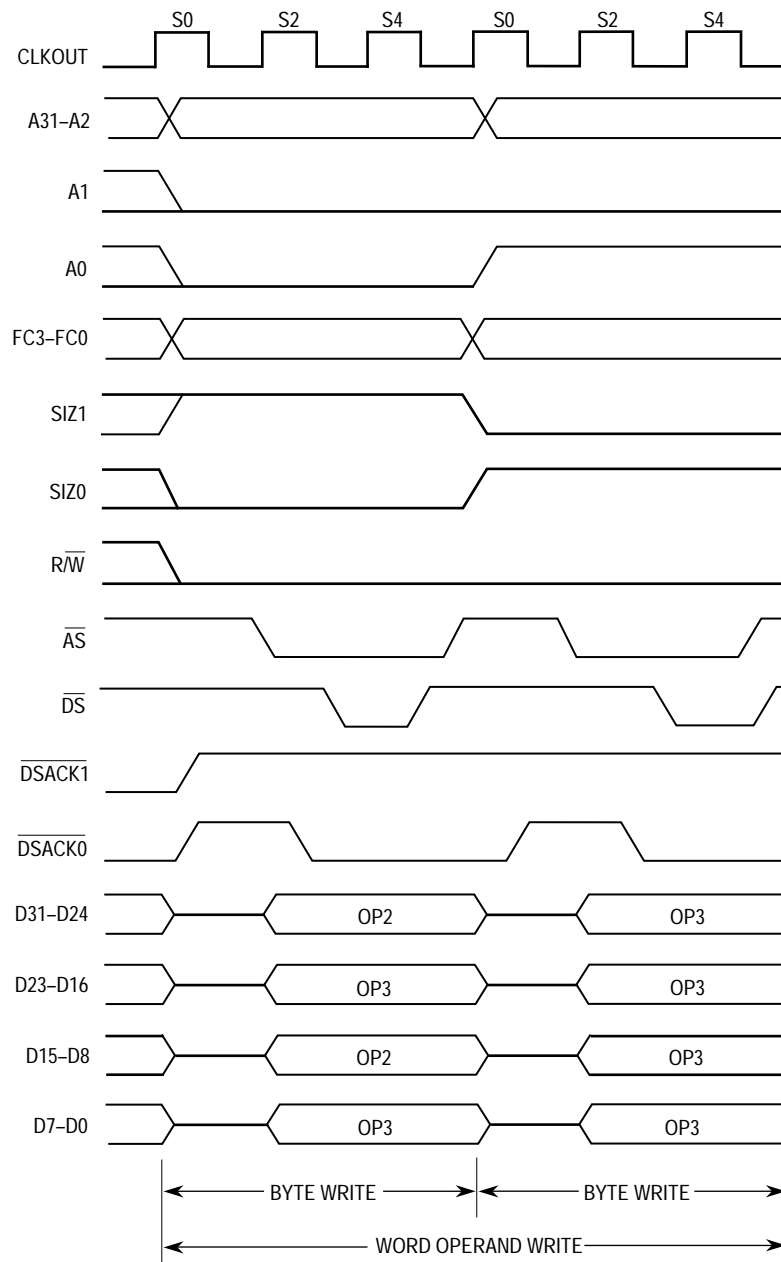 S0 S2 S4 S0 S2 S4
CLKOUT
A31–A2
A1
A0
FC3–FC0
SIZ1
SIZ0
R/W
AS
DS
DSACK1
DSACK0
D31–D24 OP2 OP3
D23–D16 OP3 OP3
D15–D8 OP2 OP3
D7–D0 OP3 OP3
BYTE WRITE BYTE WRITE
WORD OPERAND WRITE